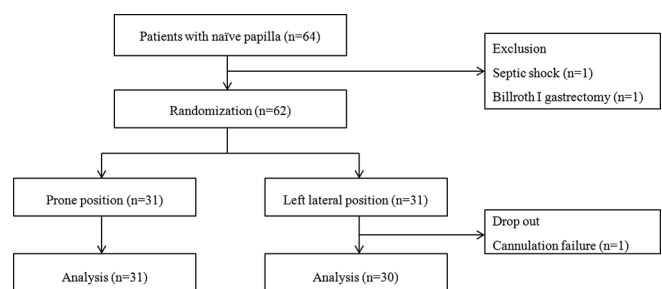 Patients with naïve papilla (n=64)
Exclusion
Septic shock (n=1)
Billroth I gastrectomy (n=1)
Randomization (n=62)
Prone position (n=31)
Left lateral position (n=31)
Drop out
Cannulation failure (n=1)
Analysis (n=31)
Analysis (n=30)